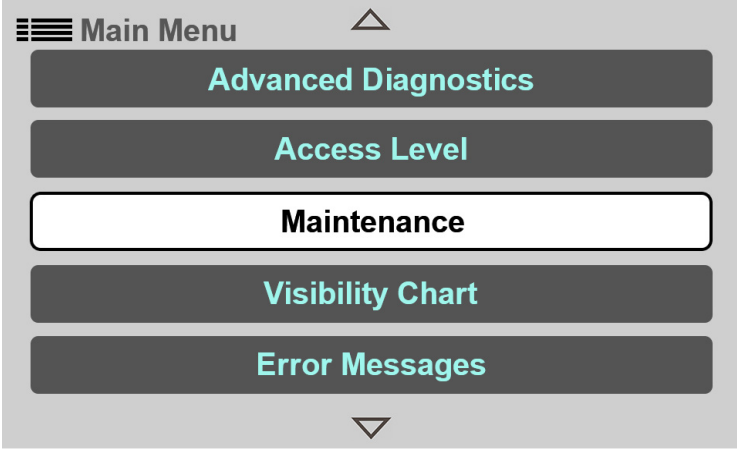 Main Menu
Advanced Diagnostics
Access Level
Maintenance
Visibility Chart
Error Messages